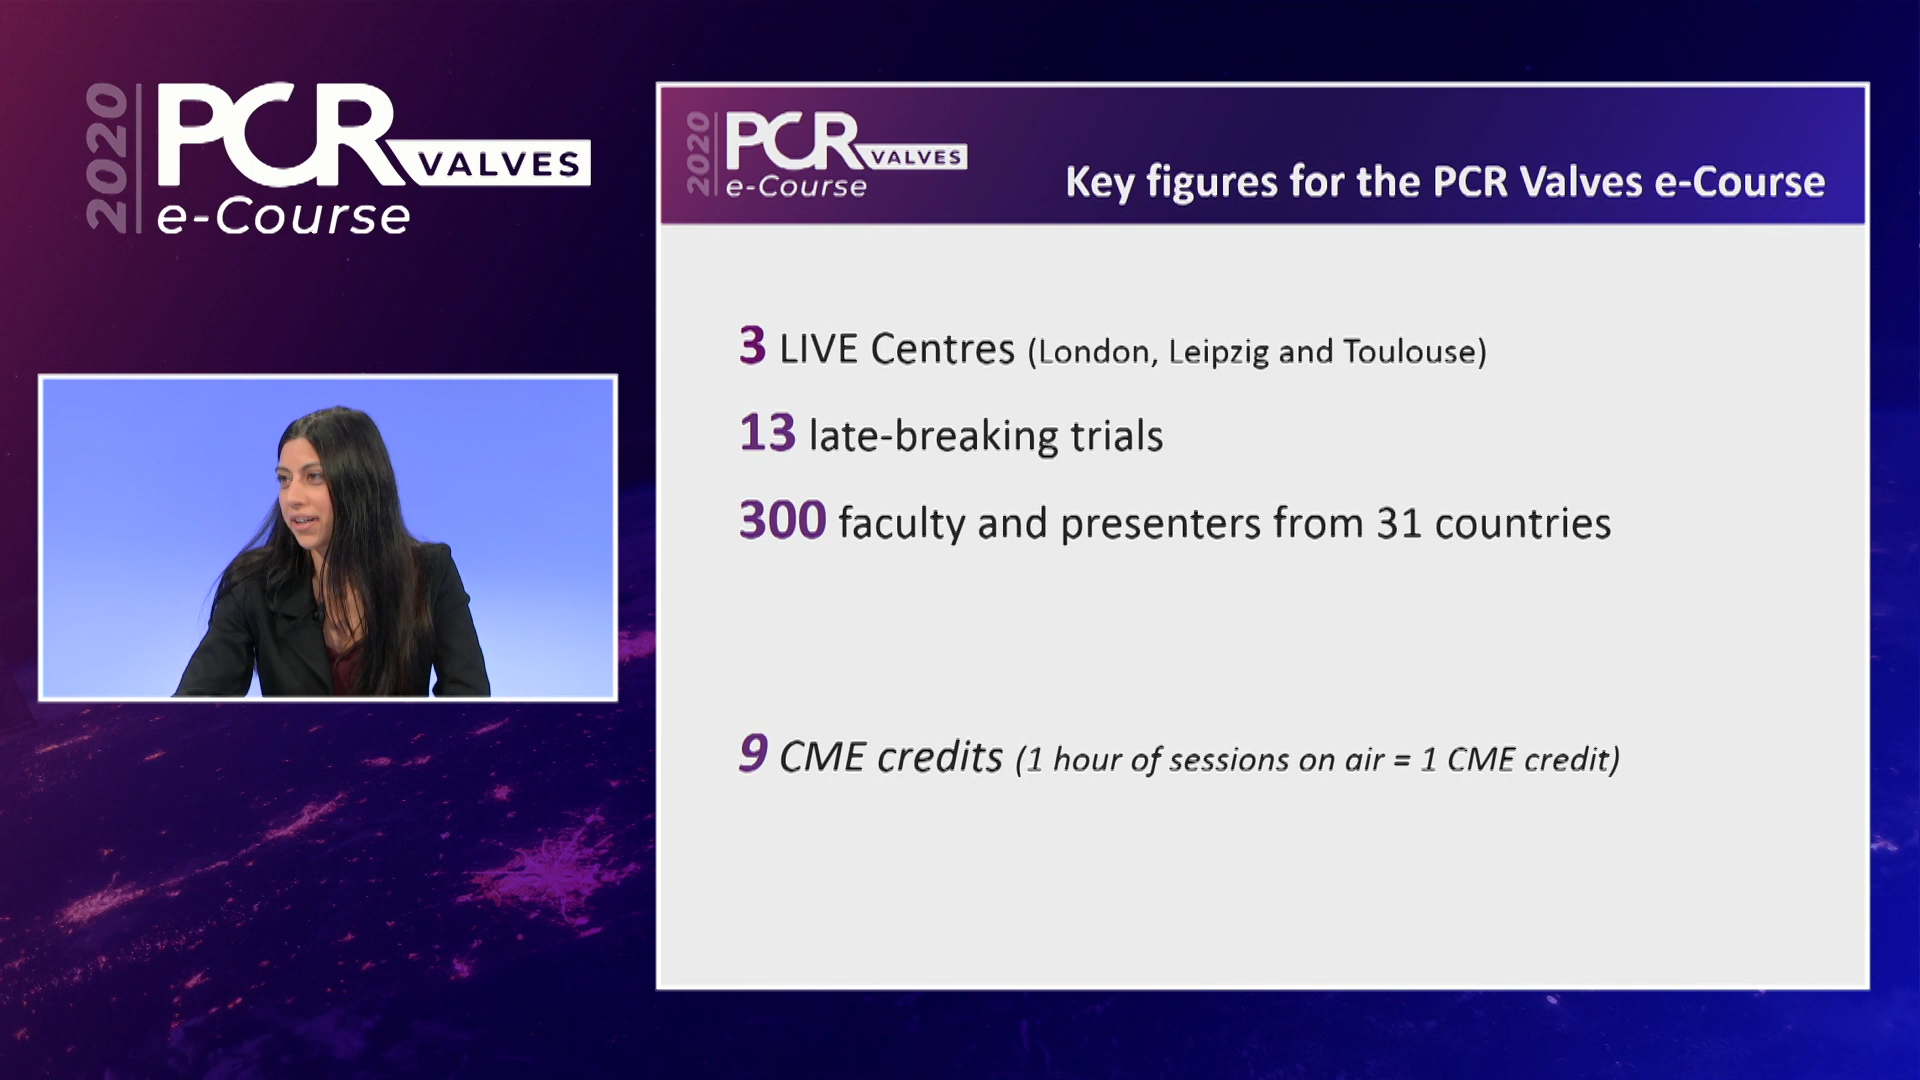 2020
PCR VALVES
e-Course
2020
PCR VALVES
e-Course
Key figures for the PCR Valves e-Course
3 LIVE Centres (London, Leipzig and Toulouse)
13 late-breaking trials
300 faculty and presenters from 31 countries
9 CME credits (1 hour of sessions on air = 1 CME credit)